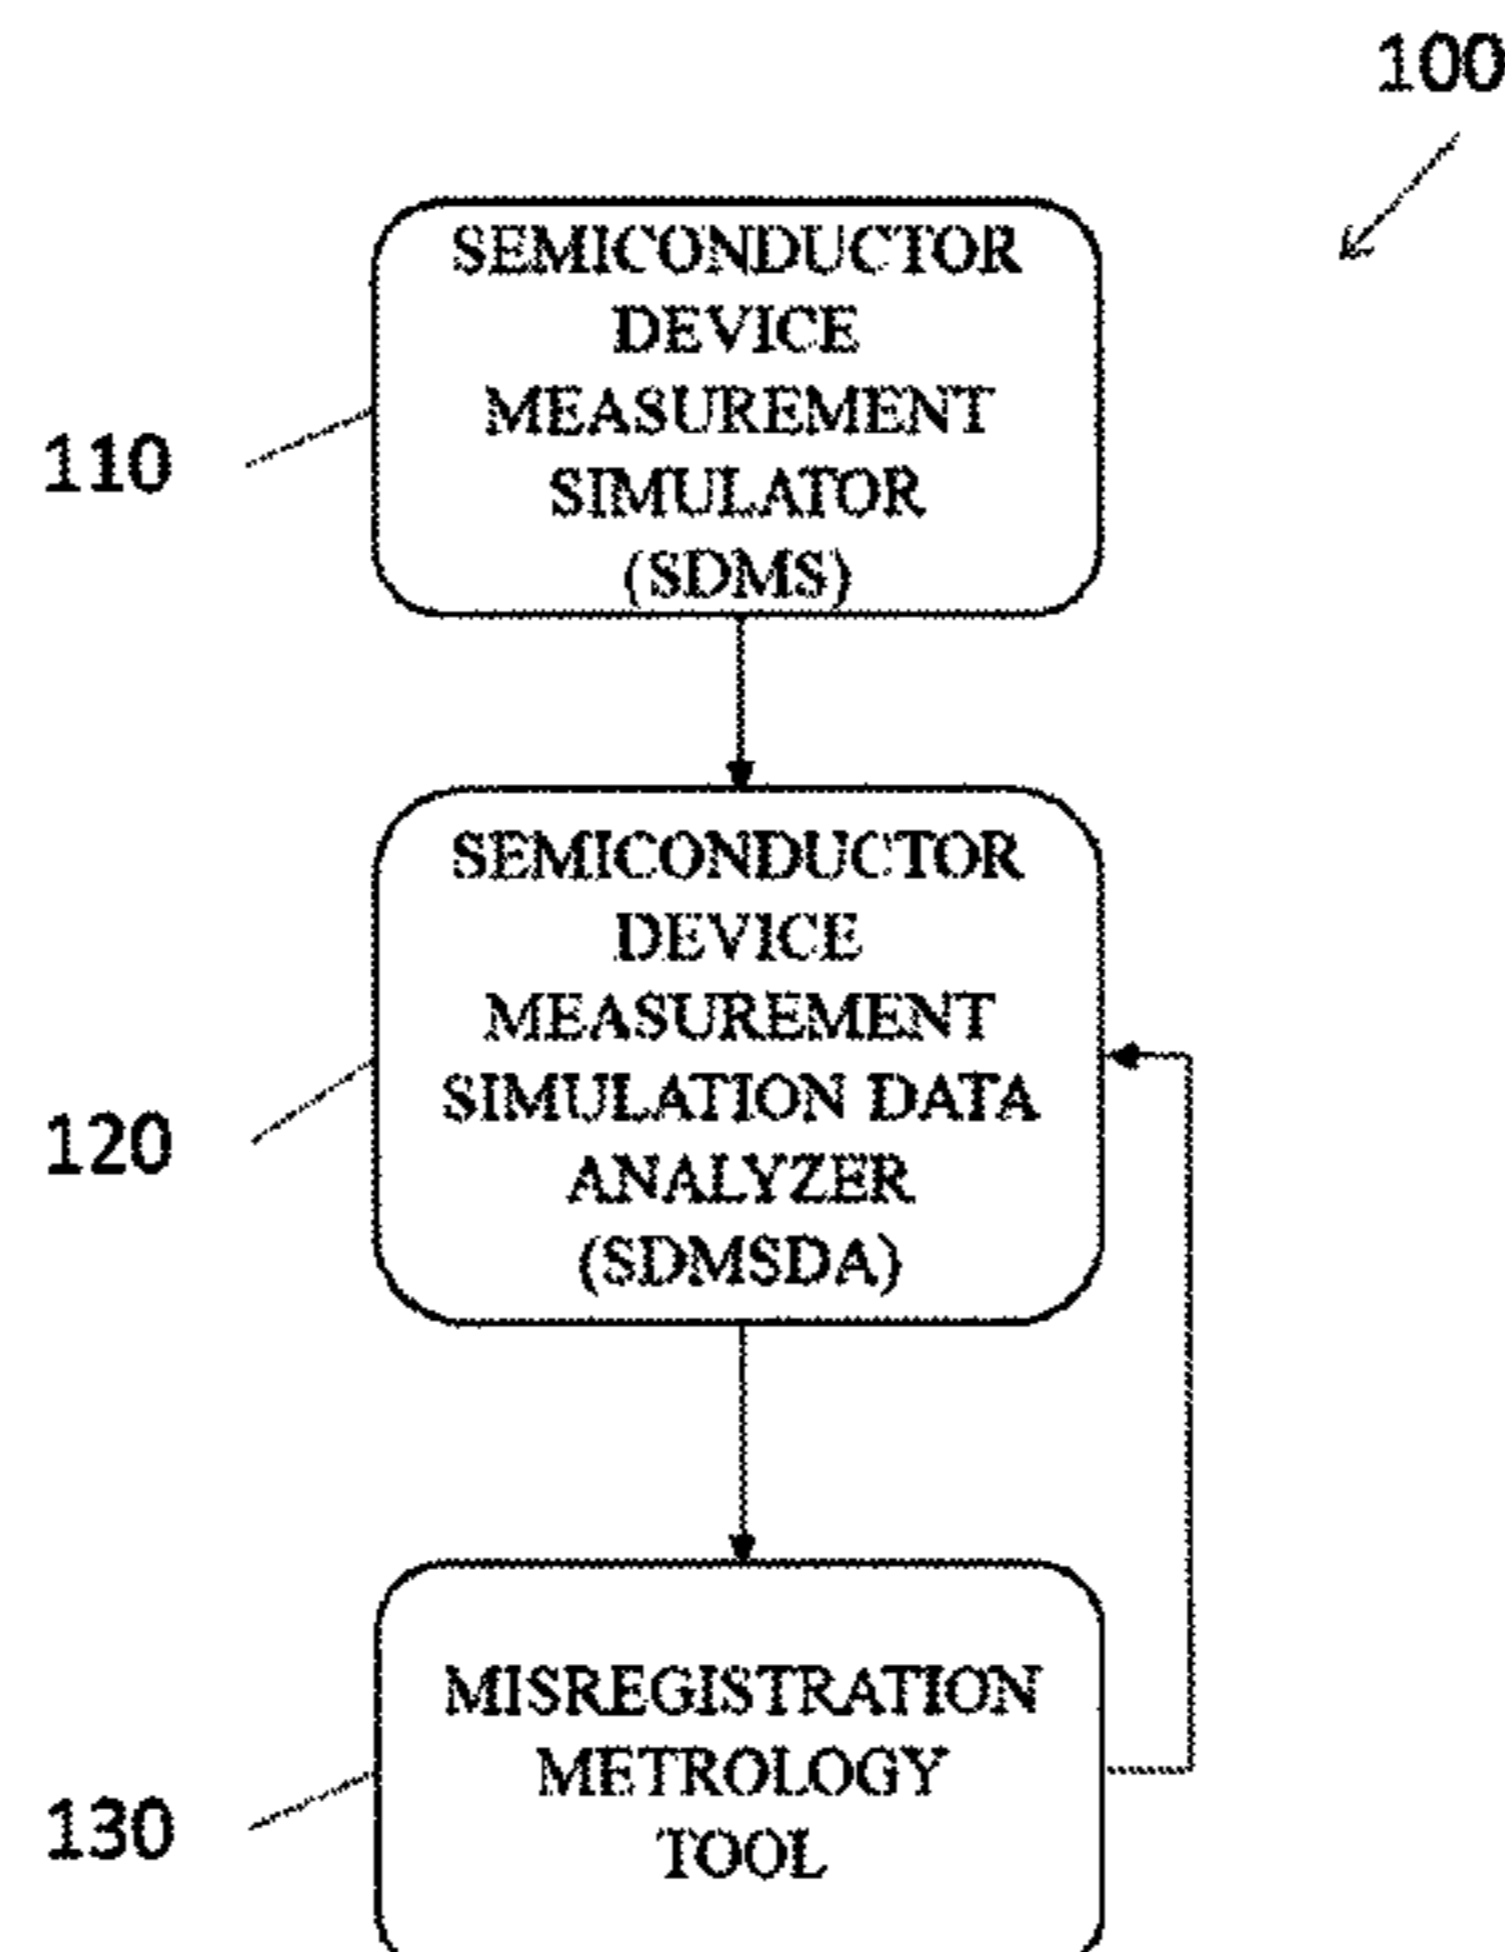 100
SEMICONDUCTOR
DEVICE
MEASUREMENT
SIMULATOR
(SDMS)
110
SEMICONDUCTOR
DEVICE
MEASUREMENT
SIMULATION DATA
ANALYZER
(SDMSDA)
120
MISREGISTRATION
METROLOGY
TOOL
130